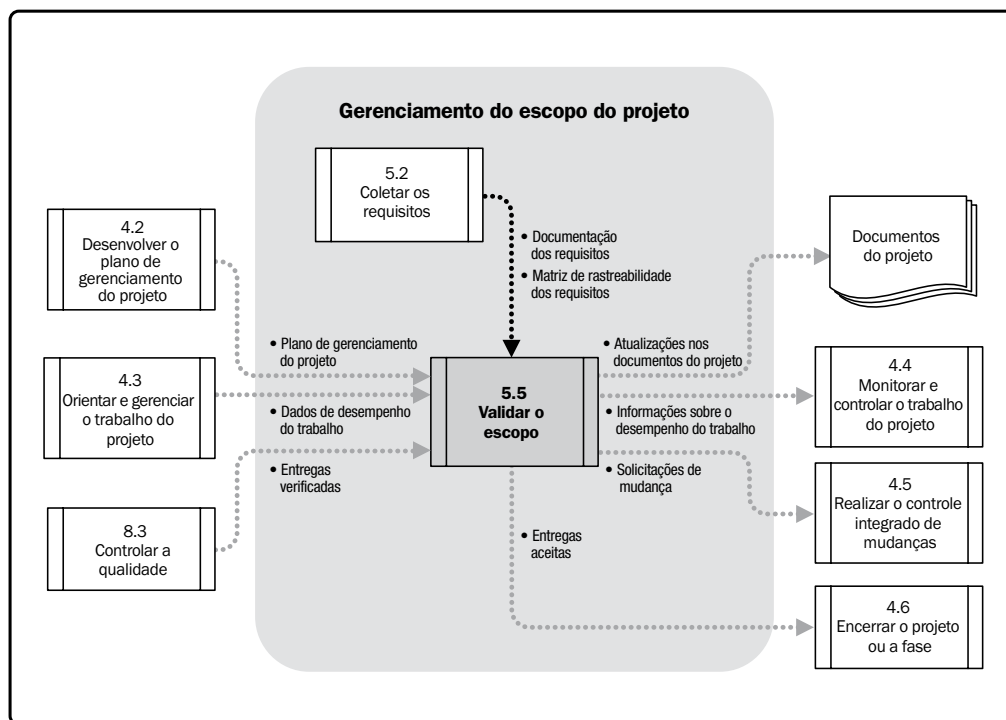 Gerenciamento do escopo do projeto
5.2
Coletar os
requisitos
4.2
Desenvolver o
plano de
gerenciamento
do projeto
• Documentação
dos requisitos
• Matriz de rastreabilidade
dos requisitos
Documentos
do projeto
• Plano de gerenciamento
do projeto
• Atualizações nos
documentos do projeto
4.3
Orientar e gerenciar
o trabalho do
projeto
• Dados de desempenho
do trabalho
5.5
Validar o
escopo
• Informações sobre o
desempenho do trabalho
4.4
Monitorar e
controlar o trabalho
do projeto
• Entregas
verificadas
• Solicitações de
mudança
4.5
Realizar o controle
integrado de
mudanças
8.3
Controlar a
qualidade
• Entregas
aceitas
4.6
Encerrar o projeto
ou a fase